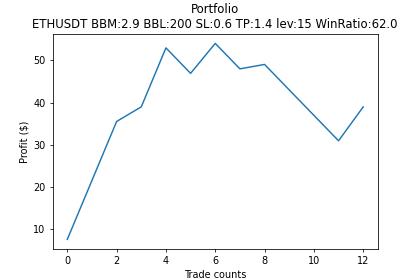 Portfolio
ETHUSDT BBM:2.9 BBL:200 SL:0.6 TP:1.4 lev:15 WinRatio:62.0
50
40
30
20
10
Profit ($)
0 2 4 6 8 10 12
Trade counts